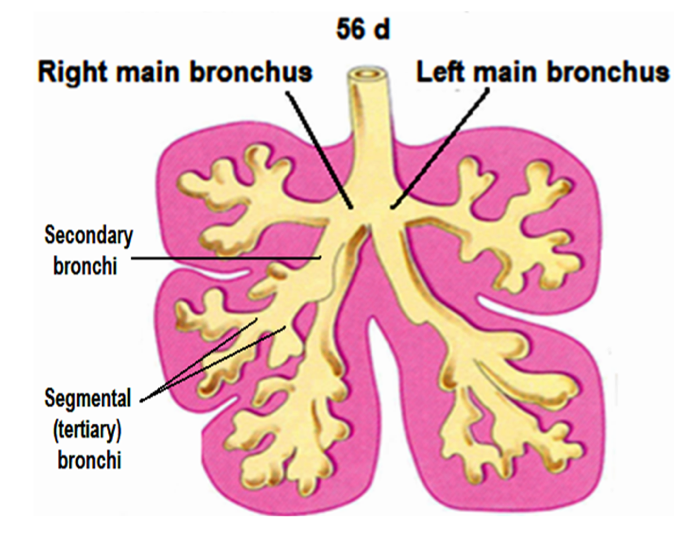 56 d
Right main bronchus
Left main bronchus
Secondary
bronchi
Segmental
(tertiary)
bronchi